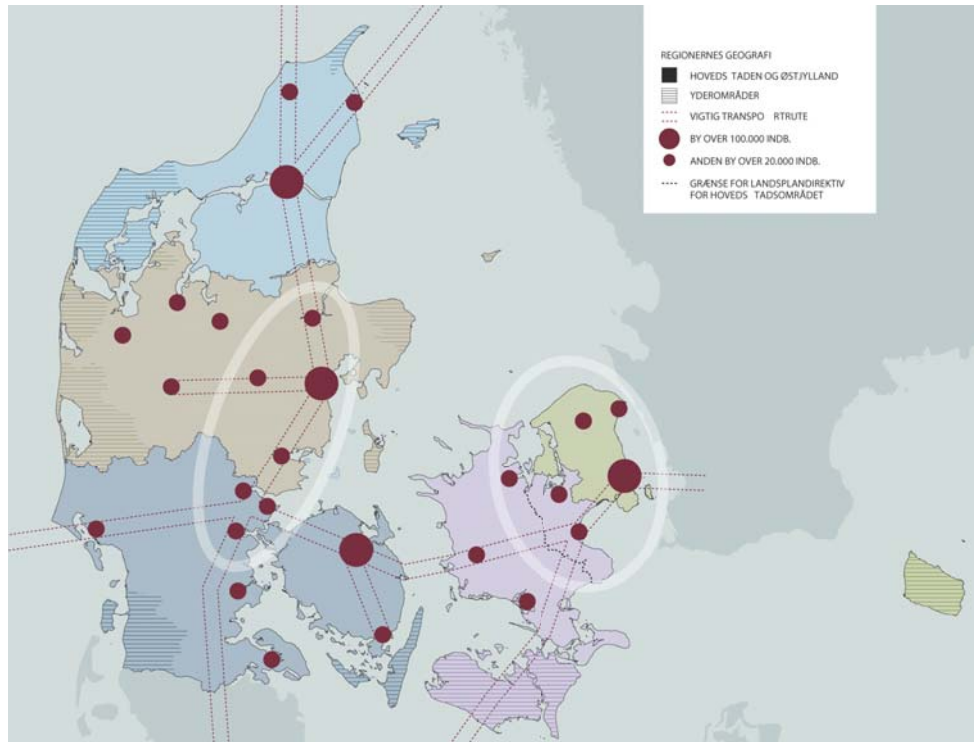 REGIONERNES GEOGRAFI
HOVEDS TADEN OG ØSTJYLLAND
YDEROMRÅDER
VIGTIG TRANSPO RTRUTE
BY OVER 100.000 INDB.
ANDEN BY OVER 20.000 INDB.
GRÆNSE FOR LANDSPLANDIREKTIV
FOR HOVEDS TADSOMRÅDET